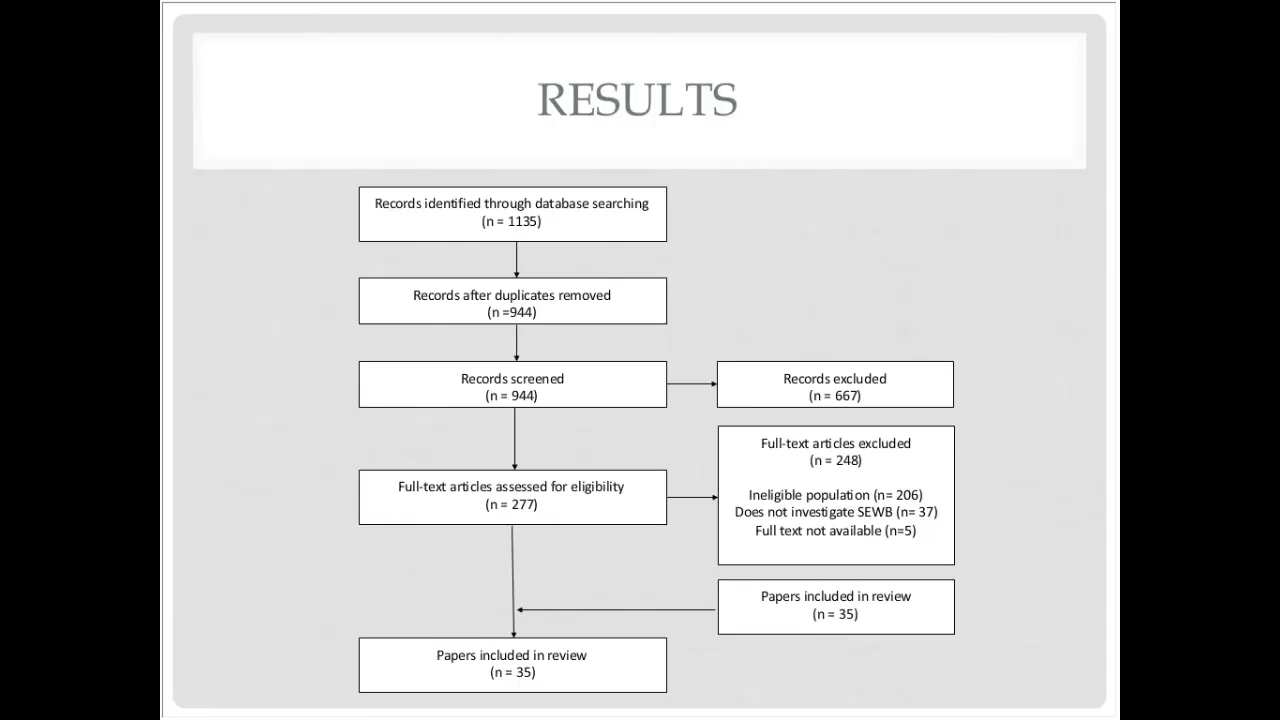 RESULTS
Records identified through database searching
(n = 1135)
Records after duplicates removed
(n =944)
Records screened
(n = 944)
Records excluded
(n = 667)
Full-text articles assessed for eligibility
(n = 277)
Full-text articles excluded
(n = 248)
Ineligible population (n= 206)
Does not investigate SEWB (n= 37)
Full text not available (n=5)
Papers included in review
(n = 35)
Papers included in review
(n = 35)